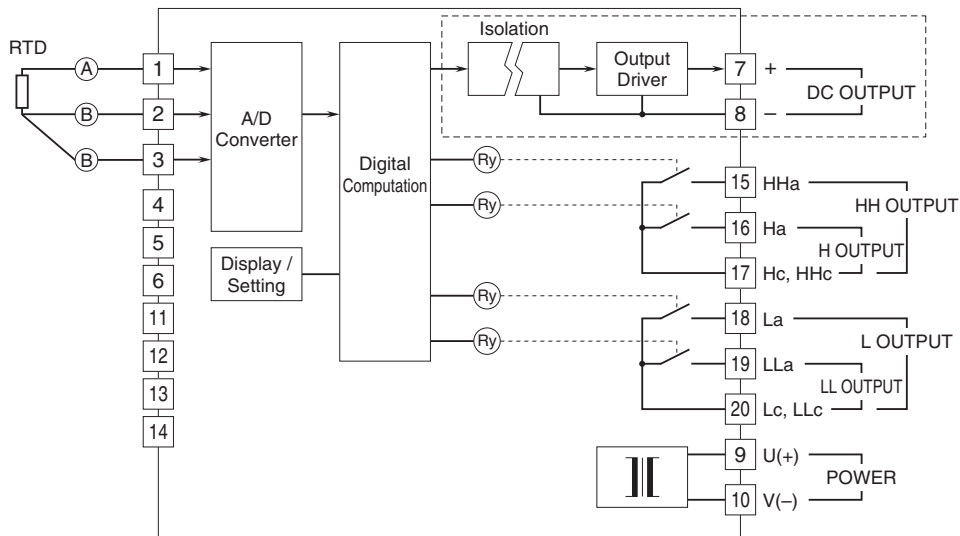 RTD
A
B
B
1
2
3
4
5
6
11
12
13
14
A/D
Converter
Display /
Setting
Digital
Computation
Isolation
Output
Driver
7 +
8 −
DC OUTPUT
Ry
Ry
Ry
Ry
15 HHa
16 Ha
17 Hc, HHc
HH OUTPUT
H OUTPUT
18 La
19 LLa
20 Lc, LLc
L OUTPUT
LL OUTPUT
9 U(+)
10 V(–)
POWER